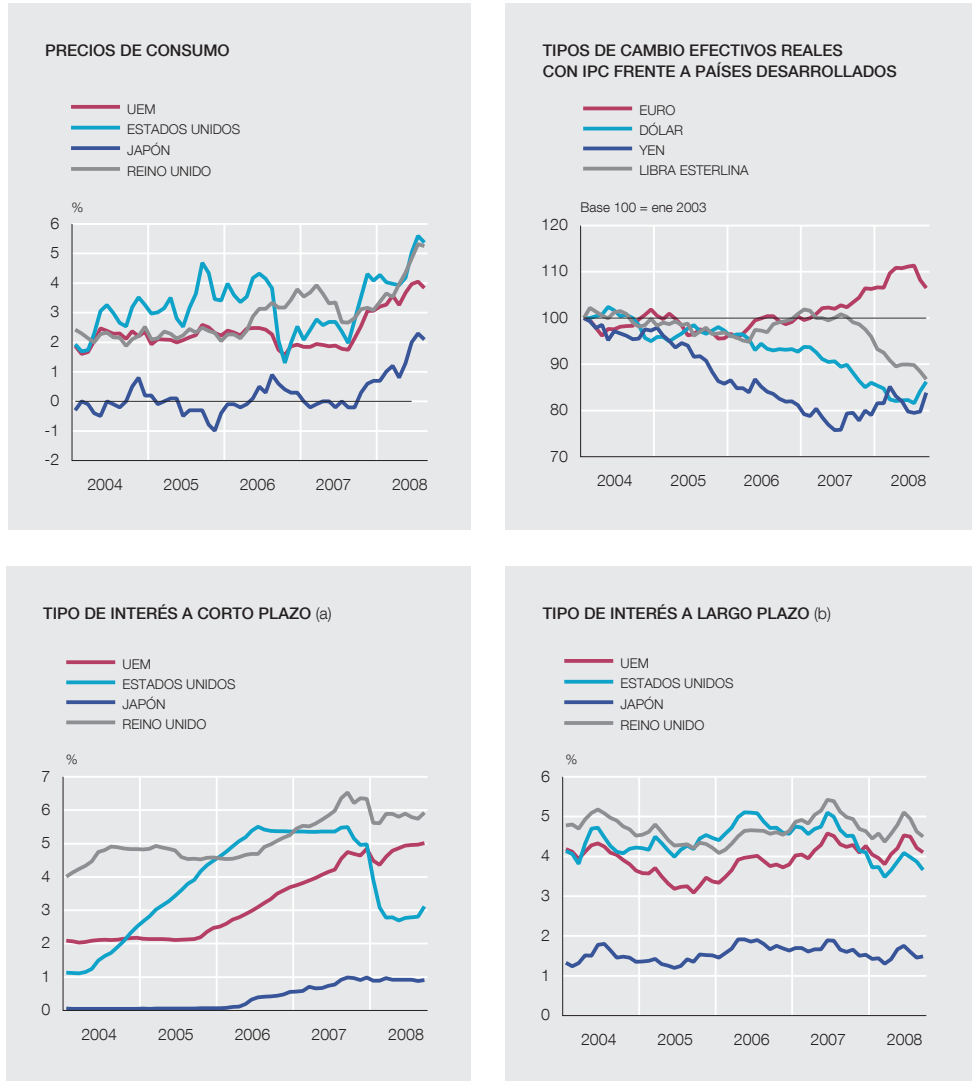 PRECIOS DE CONSUMO
UEM
ESTADOS UNIDOS
JAPÓN
REINO UNIDO
%
6
5
4
3
2
1
0
-1
-2
2004 2005 2006 2007 2008
TIPOS DE CAMBIO EFECTIVOS REALES
CON IPC FRENTE A PAÍSES DESARROLLADOS
EURO
DÓLAR
YEN
LIBRA ESTERLINA
Base 100 = ene 2003
120
110
100
90
80
70
2004 2005 2006 2007 2008
TIPO DE INTERÉS A CORTO PLAZO (a)
UEM
ESTADOS UNIDOS
JAPÓN
REINO UNIDO
%
7
6
5
4
3
2
1
0
2004 2005 2006 2007 2008
TIPO DE INTERÉS A LARGO PLAZO (b)
UEM
ESTADOS UNIDOS
JAPÓN
REINO UNIDO
%
6
5
4
3
2
1
0
2004 2005 2006 2007 2008